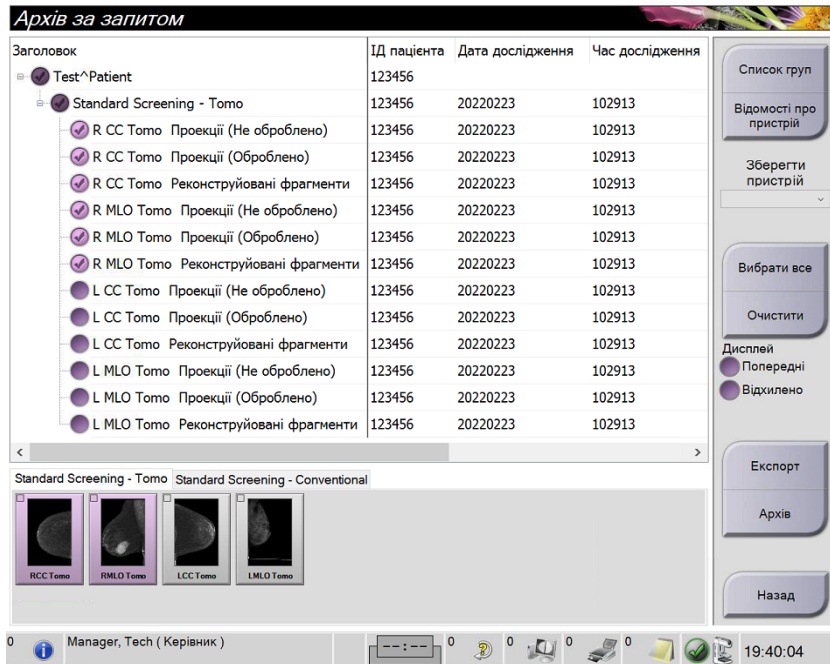 Архів за запитом
Заголовок ІД пацієнта Дата дослідження Час дослідження
Test^Patient 123456
Standard Screening - Tomo 123456 20220223 102913
R CC Tomo Проекції (Не оброблено) 123456 20220223 102913
R CC Tomo Проекції (Оброблено) 123456 20220223 102913
R CC Tomo Реконструйовані фрагменти 123456 20220223 102913
R MLO Tomo Проекції (Не оброблено) 123456 20220223 102913
R MLO Tomo Проекції (Оброблено) 123456 20220223 102913
R MLO Tomo Реконструйовані фрагменти 123456 20220223 102913
L CC Tomo Проекції (Не оброблено) 123456 20220223 102913
L CC Tomo Проекції (Оброблено) 123456 20220223 102913
L CC Tomo Реконструйовані фрагменти 123456 20220223 102913
L MLO Tomo Проекції (Не оброблено) 123456 20220223 102913
L MLO Tomo Проекції (Оброблено) 123456 20220223 102913
L MLO Tomo Реконструйовані фрагменти 123456 20220223 102913
Список груп
Відомості про
пристрій
Зберегти
пристрій
Вибрати все
Очистити
Дисплей
Попередні
Відхилено
Експорт
Архів
Назад
Standard Screening - Tomo Standard Screening - Conventional
RCC Tomo RMLO Tomo LCC Tomo LMLO Tomo
0 Manager, Tech ( Керівник ) --:-- 0 0 0 0 19:40:04